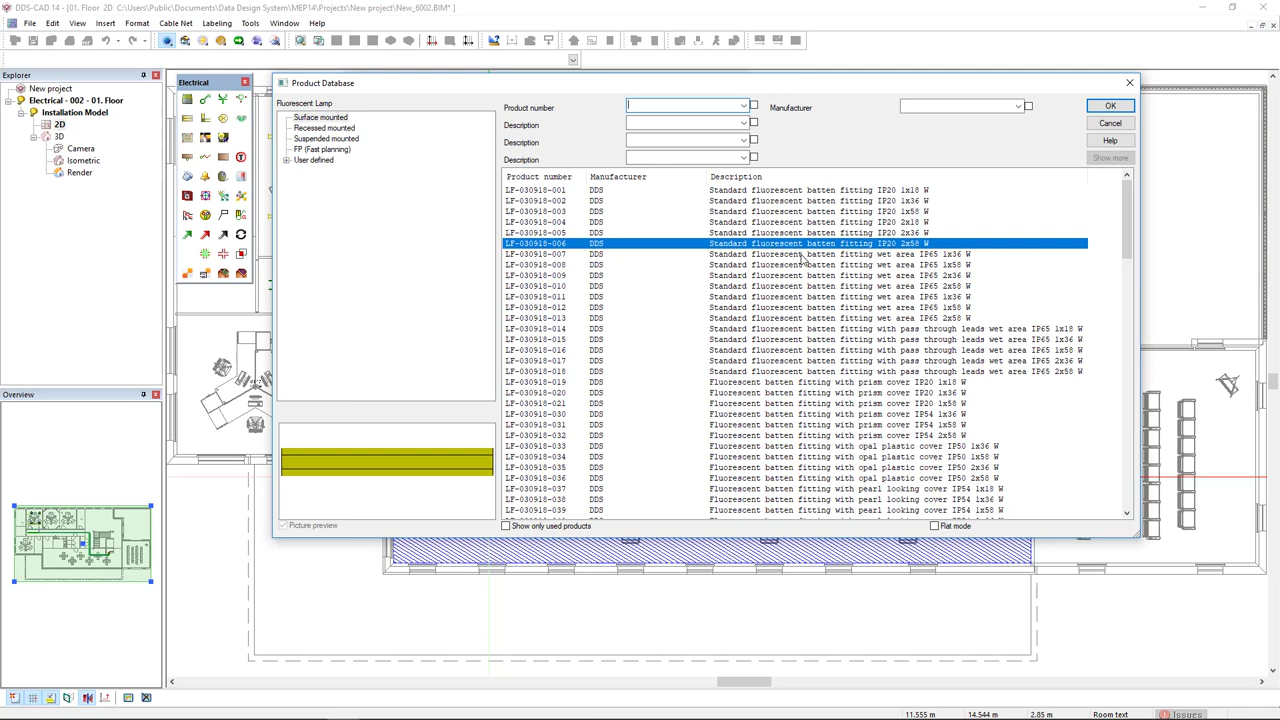 DDS-CAD 14 - [01. Floor  2D  C:\Users\Public\Documents\Data Design System\MEP14\Projects\New project\New_6002.BIM* ]
File Edit View Insert Format Cable Net Labeling Tools Window Help
Explorer
New project
Electrical - 002 - 01. Floor
Installation Model
2D
3D
Camera
Isometric
Render
Electrical
Overview
Product Database
Fluorescent Lamp
Surface mounted
Recessed mounted
Suspended mounted
FP (Fast planning)
User defined
Picture preview
Product number
Manufacturer
OK
Description
Cancel
Description
Help
Description
Show more
Product number Manufacturer Description
LF-030918-001 DDS Standard fluorescent batten fitting IP20 1x18 W
LF-030918-002 DDS Standard fluorescent batten fitting IP20 1x36 W
LF-030918-003 DDS Standard fluorescent batten fitting IP20 1x58 W
LF-030918-004 DDS Standard fluorescent batten fitting IP20 2x18 W
LF-030918-005 DDS Standard fluorescent batten fitting IP20 2x36 W
LF-030918-006 DDS Standard fluorescent batten fitting IP20 2x58 W
LF-030918-007 DDS Standard fluorescent batten fitting wet area IP65 1x36 W
LF-030918-008 DDS Standard fluorescent batten fitting wet area IP65 1x58 W
LF-030918-009 DDS Standard fluorescent batten fitting wet area IP65 2x36 W
LF-030918-010 DDS Standard fluorescent batten fitting wet area IP65 2x58 W
LF-030918-011 DDS Standard fluorescent batten fitting wet area IP65 1x36 W
LF-030918-012 DDS Standard fluorescent batten fitting wet area IP65 1x58 W
LF-030918-013 DDS Standard fluorescent batten fitting wet area IP65 2x58 W
LF-030918-014 DDS Standard fluorescent batten fitting with pass through leads wet area IP65 1x18 W
LF-030918-015 DDS Standard fluorescent batten fitting with pass through leads wet area IP65 1x36 W
LF-030918-016 DDS Standard fluorescent batten fitting with pass through leads wet area IP65 1x58 W
LF-030918-017 DDS Standard fluorescent batten fitting with pass through leads wet area IP65 2x36 W
LF-030918-018 DDS Standard fluorescent batten fitting with pass through leads wet area IP65 2x58 W
LF-030918-019 DDS Fluorescent batten fitting with prism cover IP20 1x18 W
LF-030918-020 DDS Fluorescent batten fitting with prism cover IP20 1x36 W
LF-030918-021 DDS Fluorescent batten fitting with prism cover IP20 1x58 W
LF-030918-030 DDS Fluorescent batten fitting with prism cover IP54 1x36 W
LF-030918-031 DDS Fluorescent batten fitting with prism cover IP54 1x58 W
LF-030918-032 DDS Fluorescent batten fitting with prism cover IP54 2x58 W
LF-030918-033 DDS Fluorescent batten fitting with opal plastic cover IP50 1x36 W
LF-030918-034 DDS Fluorescent batten fitting with opal plastic cover IP50 1x58 W
LF-030918-035 DDS Fluorescent batten fitting with opal plastic cover IP50 2x36 W
LF-030918-036 DDS Fluorescent batten fitting with opal plastic cover IP50 2x58 W
LF-030918-037 DDS Fluorescent batten fitting with pearl looking cover IP54 1x18 W
LF-030918-038 DDS Fluorescent batten fitting with pearl looking cover IP54 1x36 W
LF-030918-039 DDS Fluorescent batten fitting with pearl looking cover IP54 1x58 W
Show only used products
Flat mode
11.555 m 14.544 m 2.85 m Room text Issues